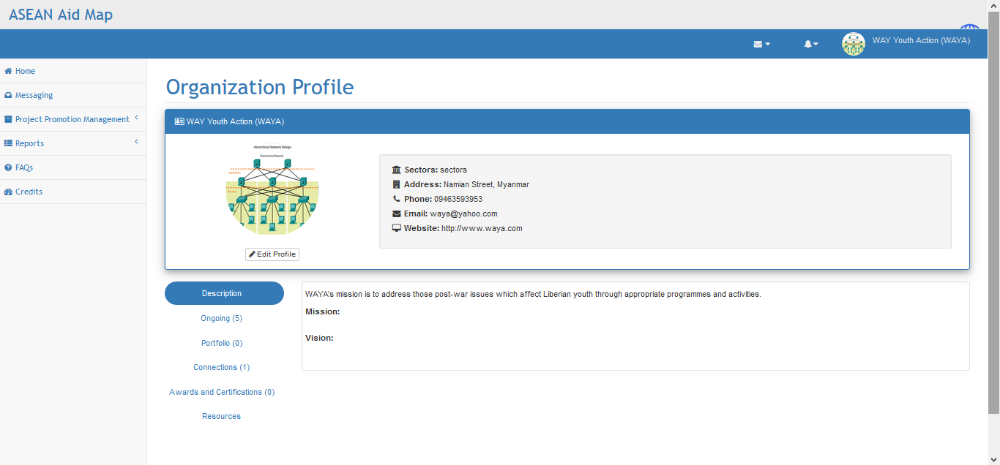 ASEAN Aid Map
WAY Youth Action (WAYA)
Home
Messaging
Project Promotion Management
Reports
FAQs
Credits
Organization Profile
WAY Youth Action (WAYA)
Hierarchical Network Design
Hierarchical Network
Edit Profile
Sectors: sectors
Address: Namian Street, Myanmar
Phone: 09463593953
Email: waya@yahoo.com
Website: http://www.waya.com
Description
Ongoing (5)
Portfolio (0)
Connections (1)
Awards and Certifications (0)
Resources
WAYA's mission is to address those post-war issues which affect Liberian youth through appropriate programmes and activities.
Mission:
Vision: